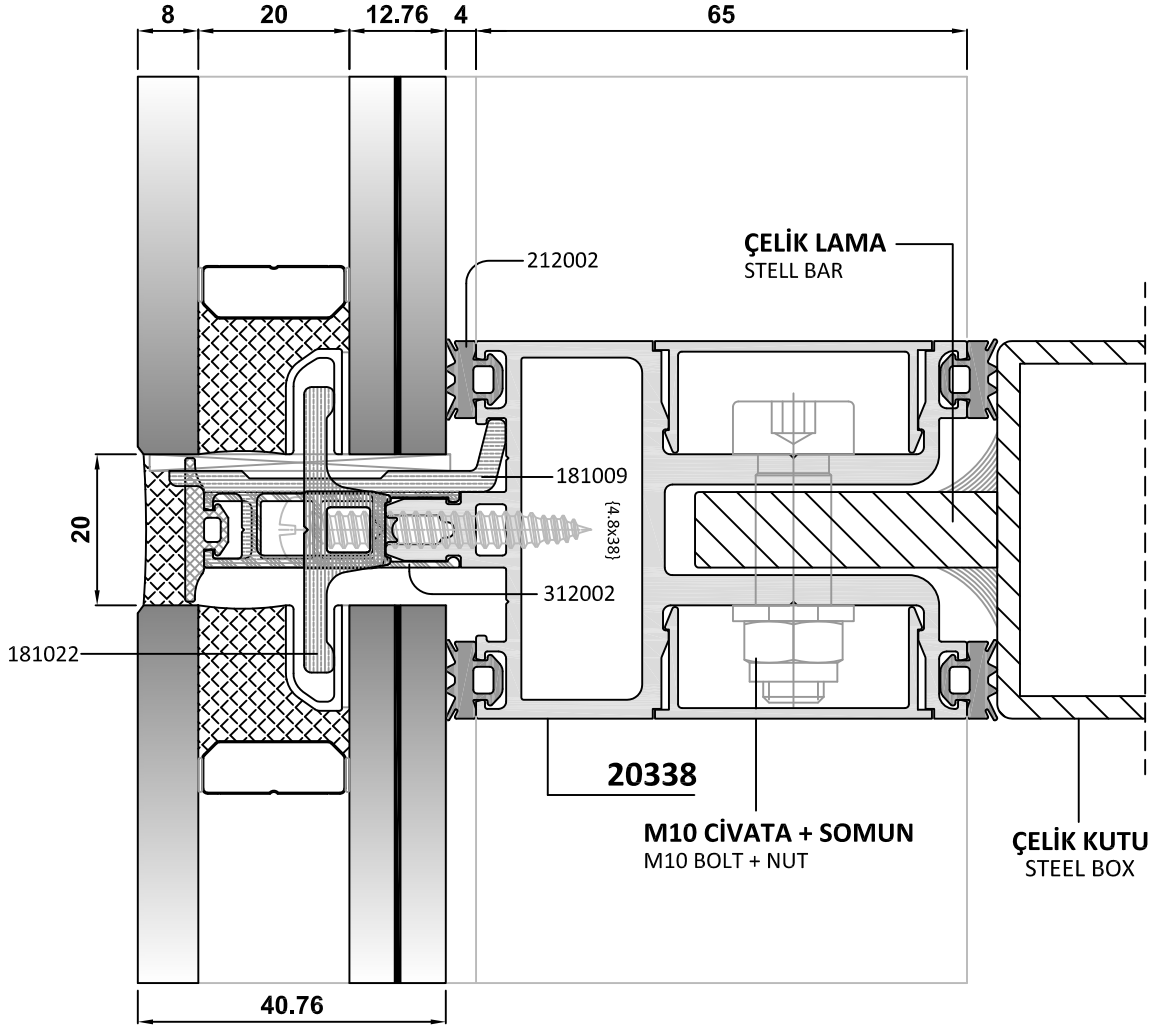 8
20
12.76
4
65
212002
ÇELİK LAMA
STELL BAR
181009
{4.8x38}
20
312002
181022
20338
M10 CİVATA + SOMUN
M10 BOLT + NUT
ÇELİK KUTU
STEEL BOX
40.76